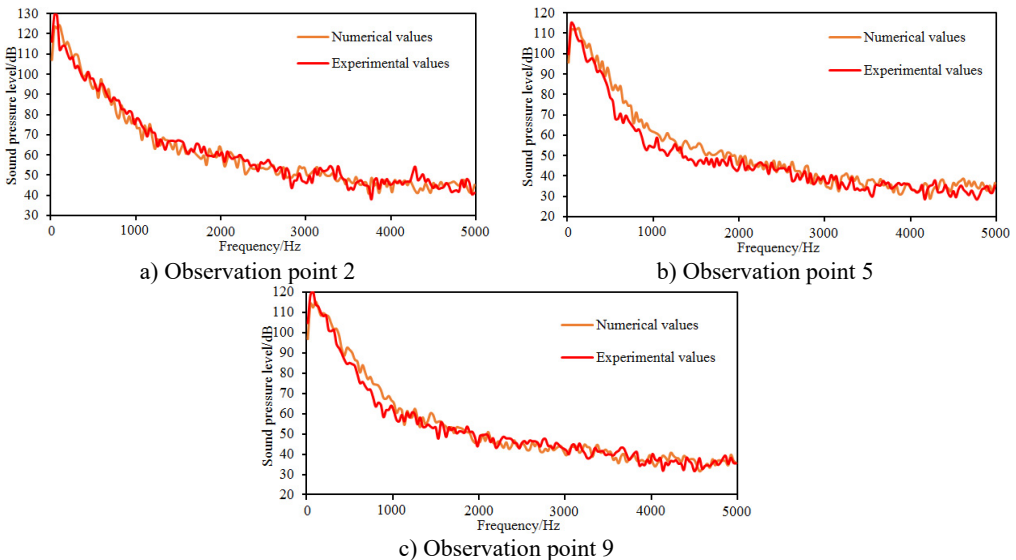 130
120
110
100
90
80
70
60
50
40
30
Sound pressure level/dB
Numerical values
Experimental values
0 1000 2000 3000 4000 5000
Frequency/Hz
a) Observation point 2
120
110
100
90
80
70
60
50
40
30
20
Sound pressure level/dB
Numerical values
Experimental values
0 1000 2000 3000 4000 5000
Frequency/Hz
b) Observation point 5
120
110
100
90
80
70
60
50
40
30
20
Sound pressure level/dB
Numerical values
Experimental values
0 1000 2000 3000 4000 5000
Frequency/Hz
c) Observation point 9